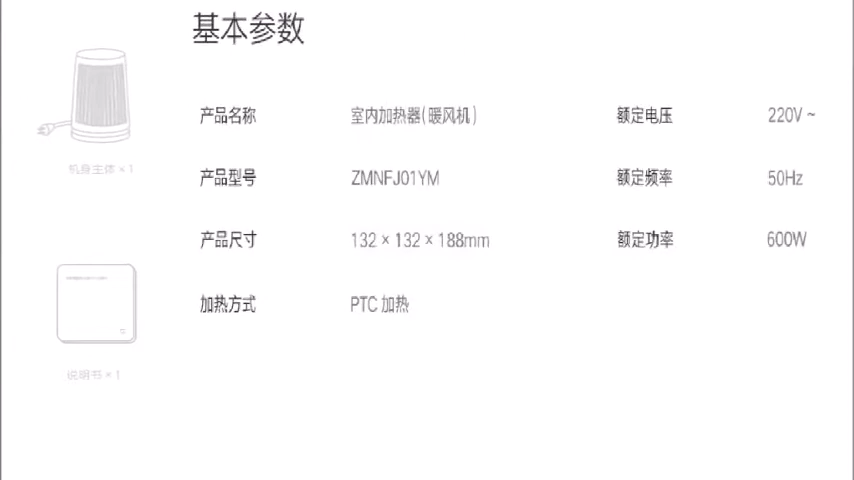 基本参数
产品名称 室内加热器(暖风机) 额定电压 220V ~
机身主体 × 1
产品型号 ZMNFJ01YM 额定频率 50Hz
产品尺寸 132 × 132 × 188mm 额定功率 600W
加热方式 PTC 加热
说明书 × 1